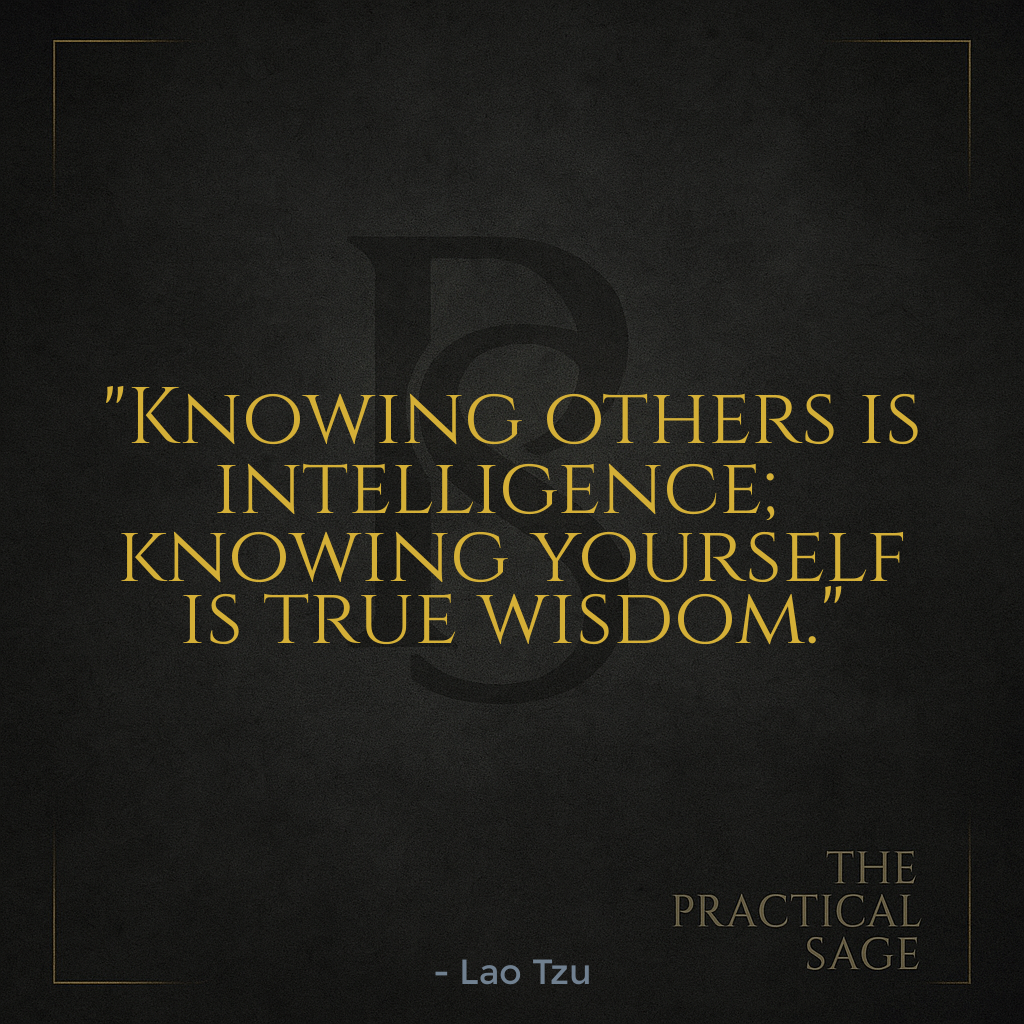 "Knowing others is
intelligence;
knowing yourself
is true wisdom."
THE
PRACTICAL
SAGE
- Lao Tzu